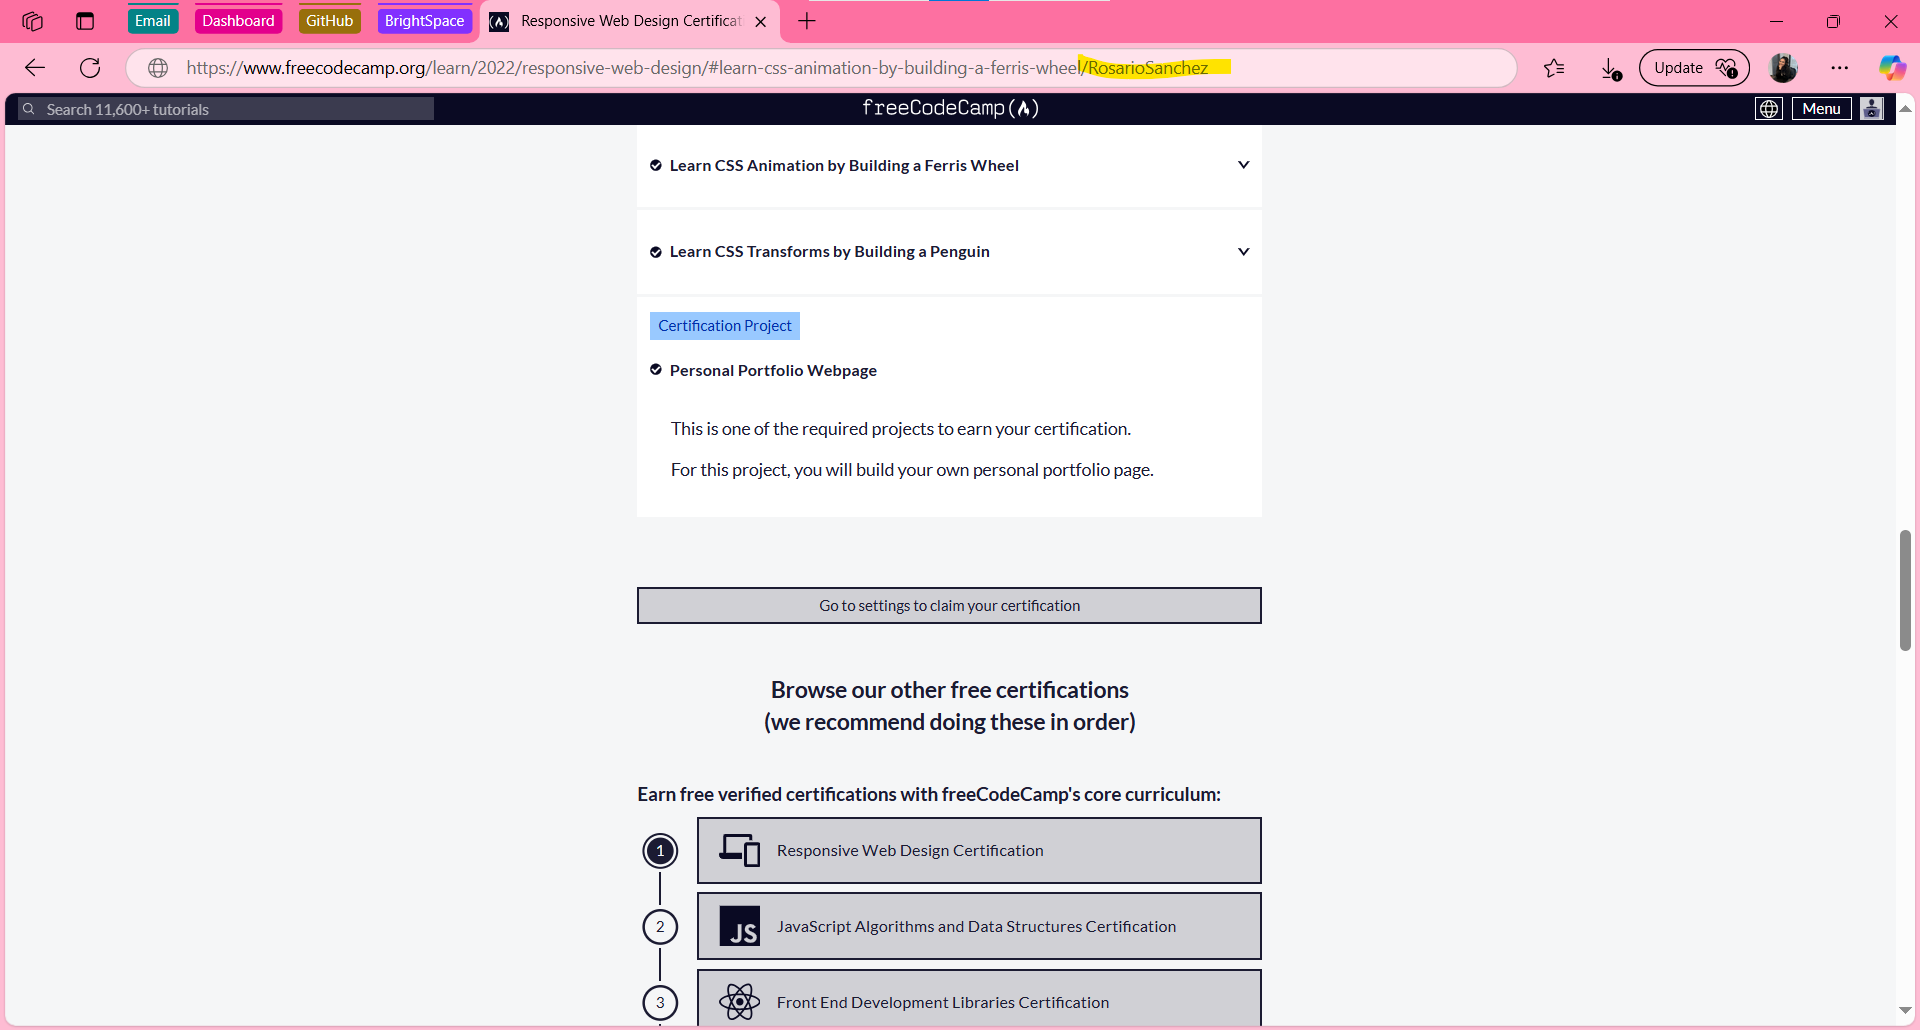 Email
Dashboard
GitHub
BrightSpace
Responsive Web Design Certificat
https://www.freecodecamp.org/learn/2022/responsive-web-design/#learn-css-animation-by-building-a-ferris-wheel/RosarioSanchez
Update
Search 11,600+ tutorials
freeCodeCamp
Menu
Learn CSS Animation by Building a Ferris Wheel
Learn CSS Transforms by Building a Penguin
Certification Project
Personal Portfolio Webpage
This is one of the required projects to earn your certification.
For this project, you will build your own personal portfolio page.
Go to settings to claim your certification
Browse our other free certifications
(we recommend doing these in order)
Earn free verified certifications with freeCodeCamp's core curriculum:
1
Responsive Web Design Certification
2
JS
JavaScript Algorithms and Data Structures Certification
3
Front End Development Libraries Certification